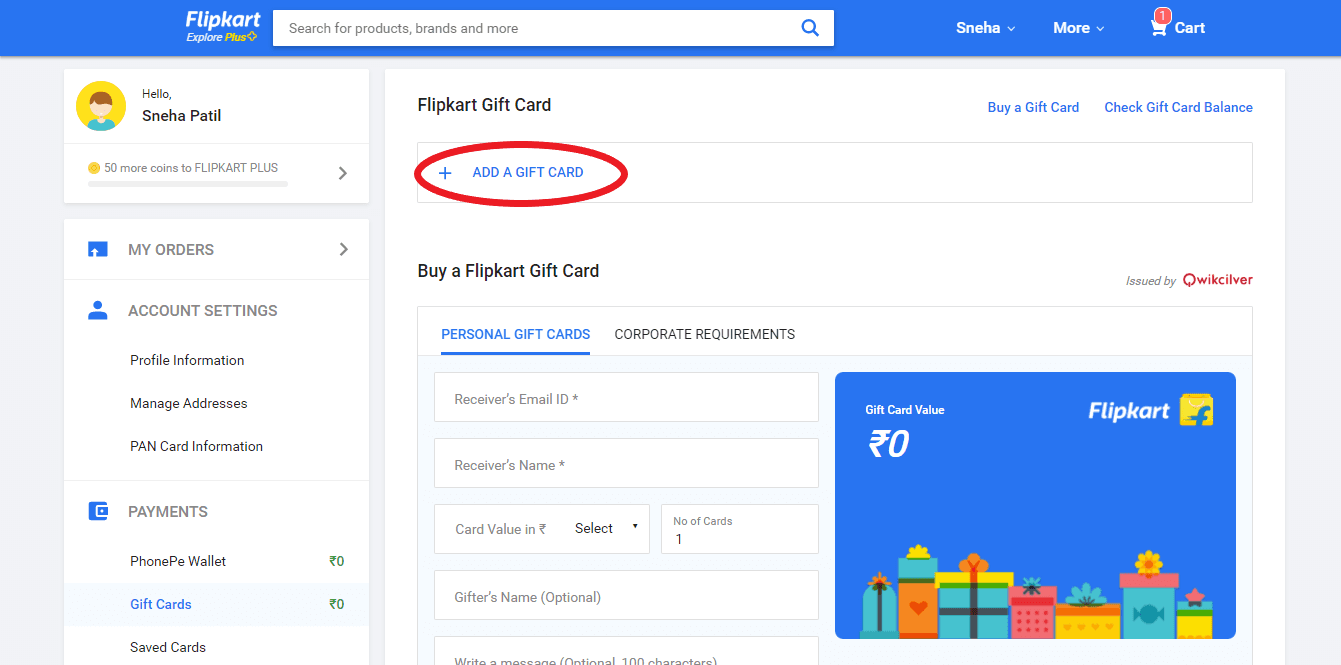 Flipkart
Explore Plus
Search for products, brands and more
Sneha
More
1
Cart
Hello,
Sneha Patil
50 more coins to FLIPKART PLUS
MY ORDERS
ACCOUNT SETTINGS
Profile Information
Manage Addresses
PAN Card Information
PAYMENTS
PhonePe Wallet ₹0
Gift Cards ₹0
Saved Cards
Flipkart Gift Card
Buy a Gift Card
Check Gift Card Balance
+ ADD A GIFT CARD
Buy a Flipkart Gift Card
Issued by Qwikcilver
PERSONAL GIFT CARDS
CORPORATE REQUIREMENTS
Receiver's Email ID *
Receiver's Name *
Card Value in ₹ Select
No of Cards
1
Gifter's Name (Optional)
Write a message (Optional, 100 characters)
Gift Card Value
₹0
Flipkart